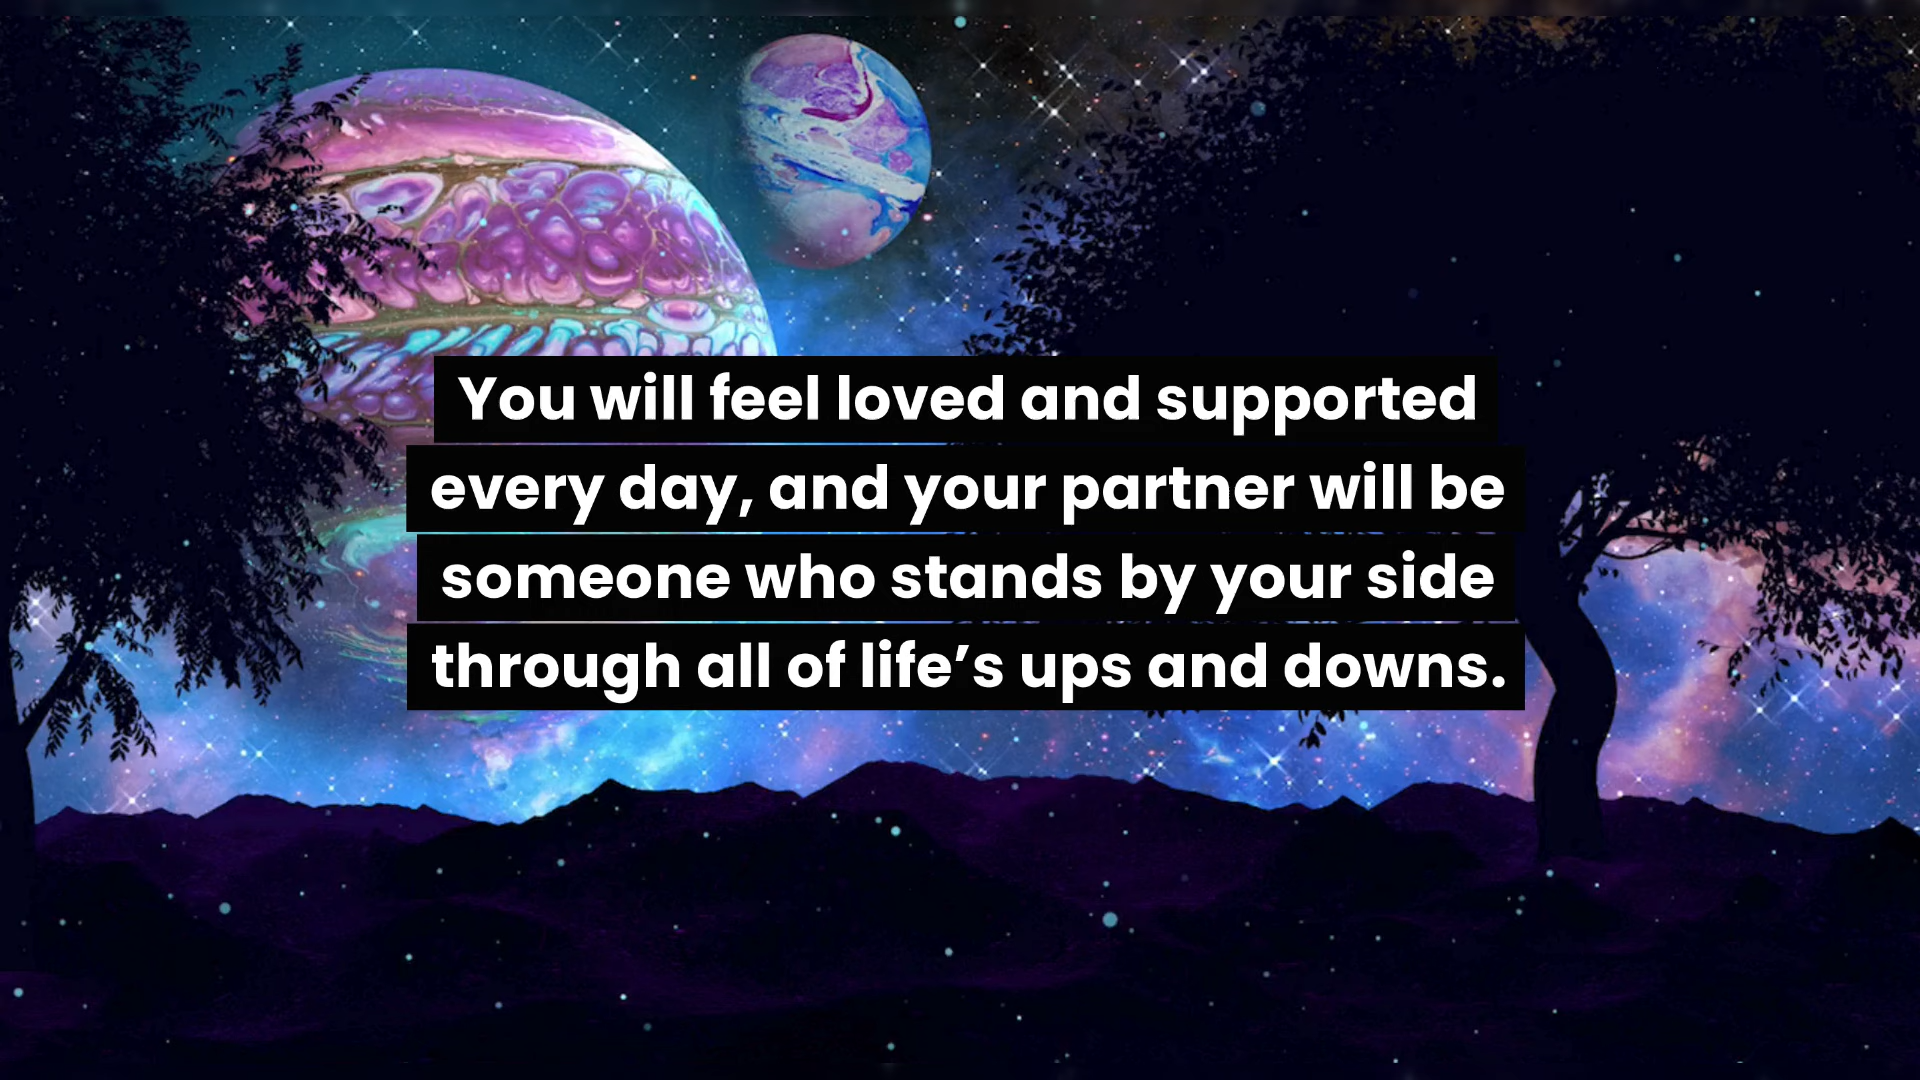 You will feel loved and supported
every day, and your partner will be
someone who stands by your side
through all of life’s ups and downs.